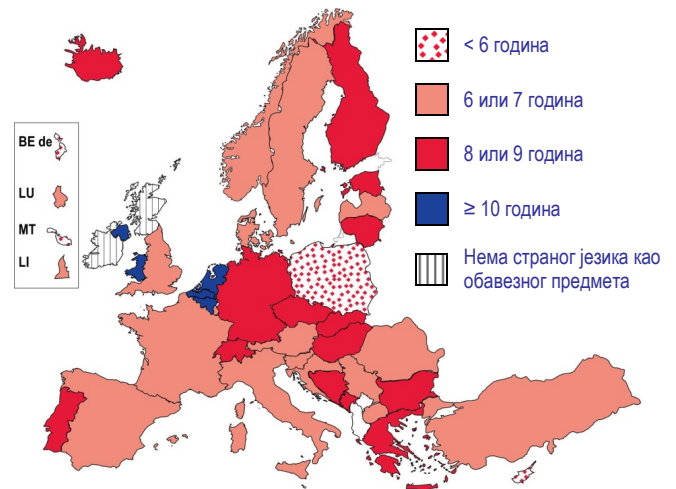 < 6 година
6 или 7 година
8 или 9 година
≥ 10 година
Нема страног језика као
обавезног предмета
BE de
LU
MT
LI